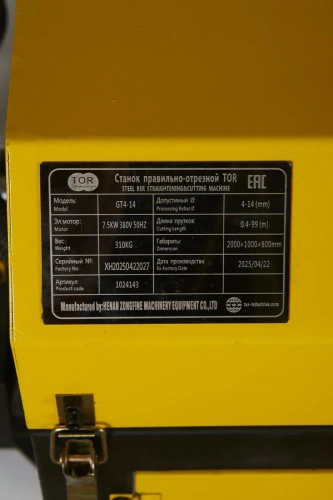 TOR
Станок правильно-отрезной TOR
STEEL BER STRAIGHTENING&CUTTING MACHINE
EAC
Модель: Model GT4-14 Допустимый Ø: Processing Rebar Ø 4-14 (mm)
Эл.мотор: Motor 7.5KW 380V 50HZ Длина прутков: Cutting Length 0.4-99 (m)
Вес: Weight 310KG Габариты: Dimension 2000×1000×800mm
Серийный №: Factory No. XH20250422027 Дата производства: Ex-Factory Date 2025/04/22
Артикул: Product code 1024143
Manufactured by:HENAN ZONGFINE MACHINERY EQUIPMENT CO.,LTD
www
tor-industries.com